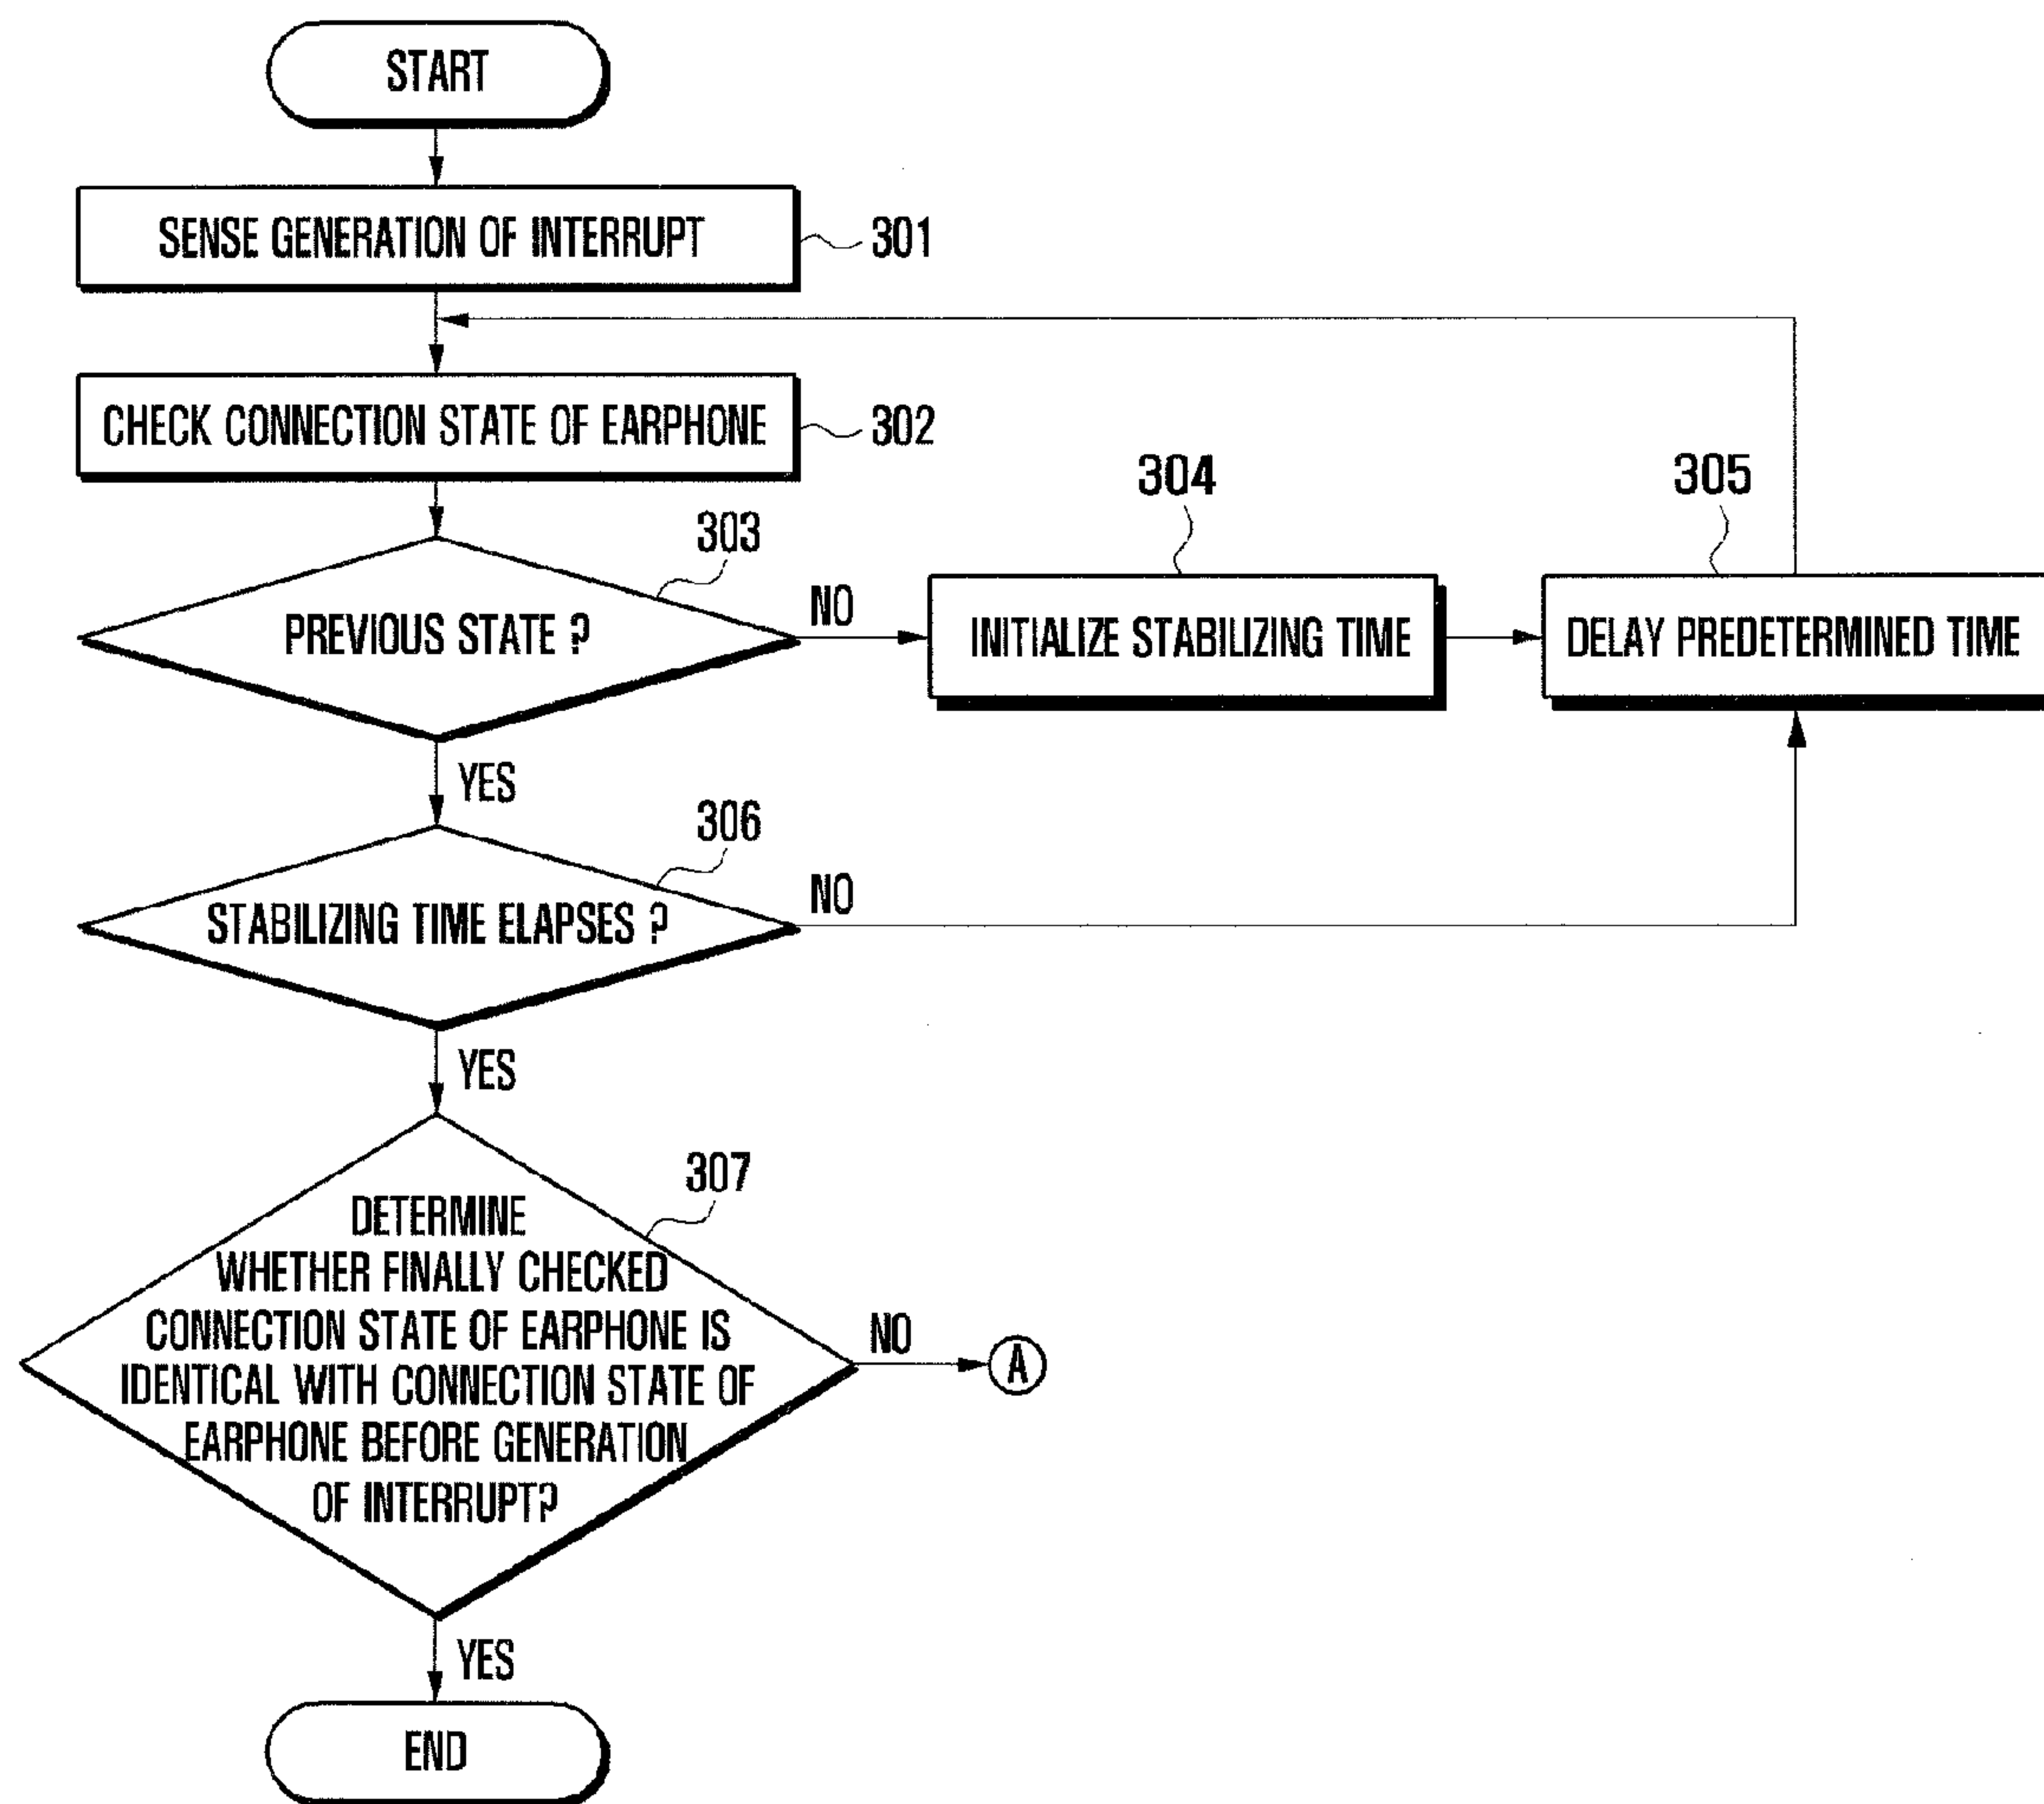 START
SENSE GENERATION OF INTERRUPT
301
CHECK CONNECTION STATE OF EARPHONE
302
303
PREVIOUS STATE ?
NO
304
INITIALIZE STABILIZING TIME
305
DELAY PREDETERMINED TIME
YES
306
STABILIZING TIME ELAPSES ?
NO
YES
307
DETERMINE
WHETHER FINALLY CHECKED
CONNECTION STATE OF EARPHONE IS
IDENTICAL WITH CONNECTION STATE OF
EARPHONE BEFORE GENERATION
OF INTERRUPT?
NO
A
YES
END